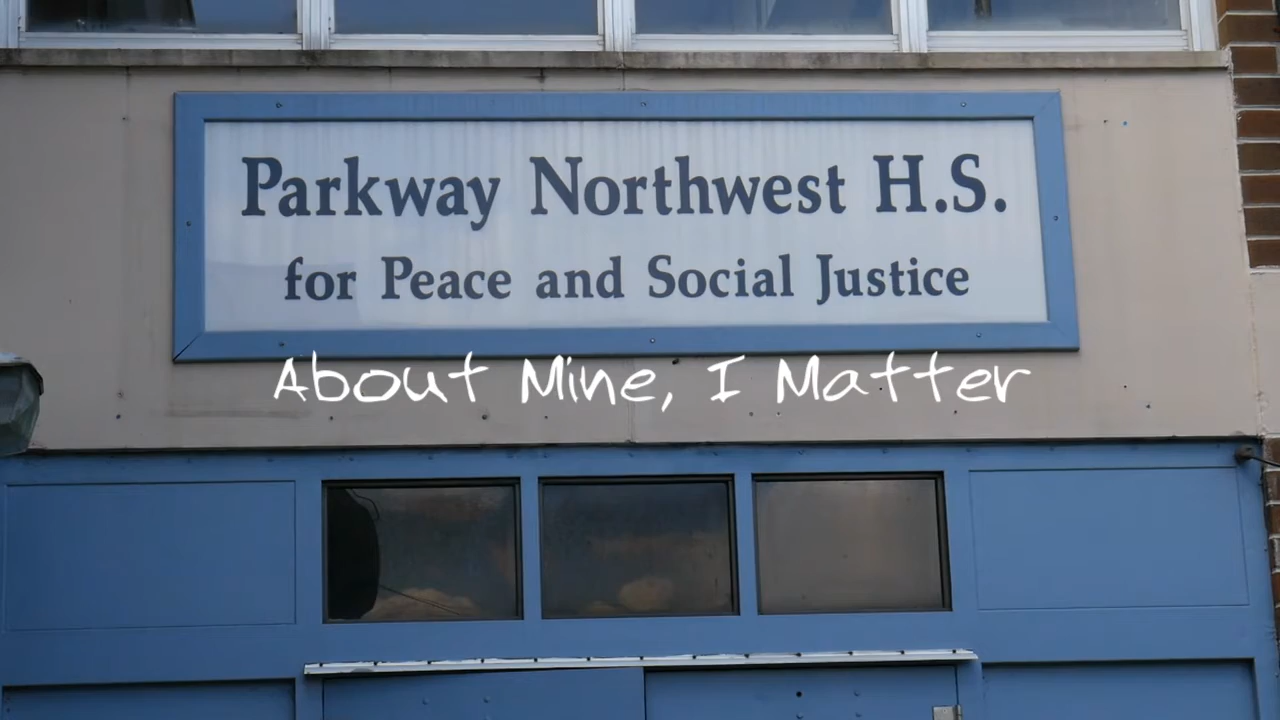 Parkway Northwest H.S.
for Peace and Social Justice
About Mine, I Matter